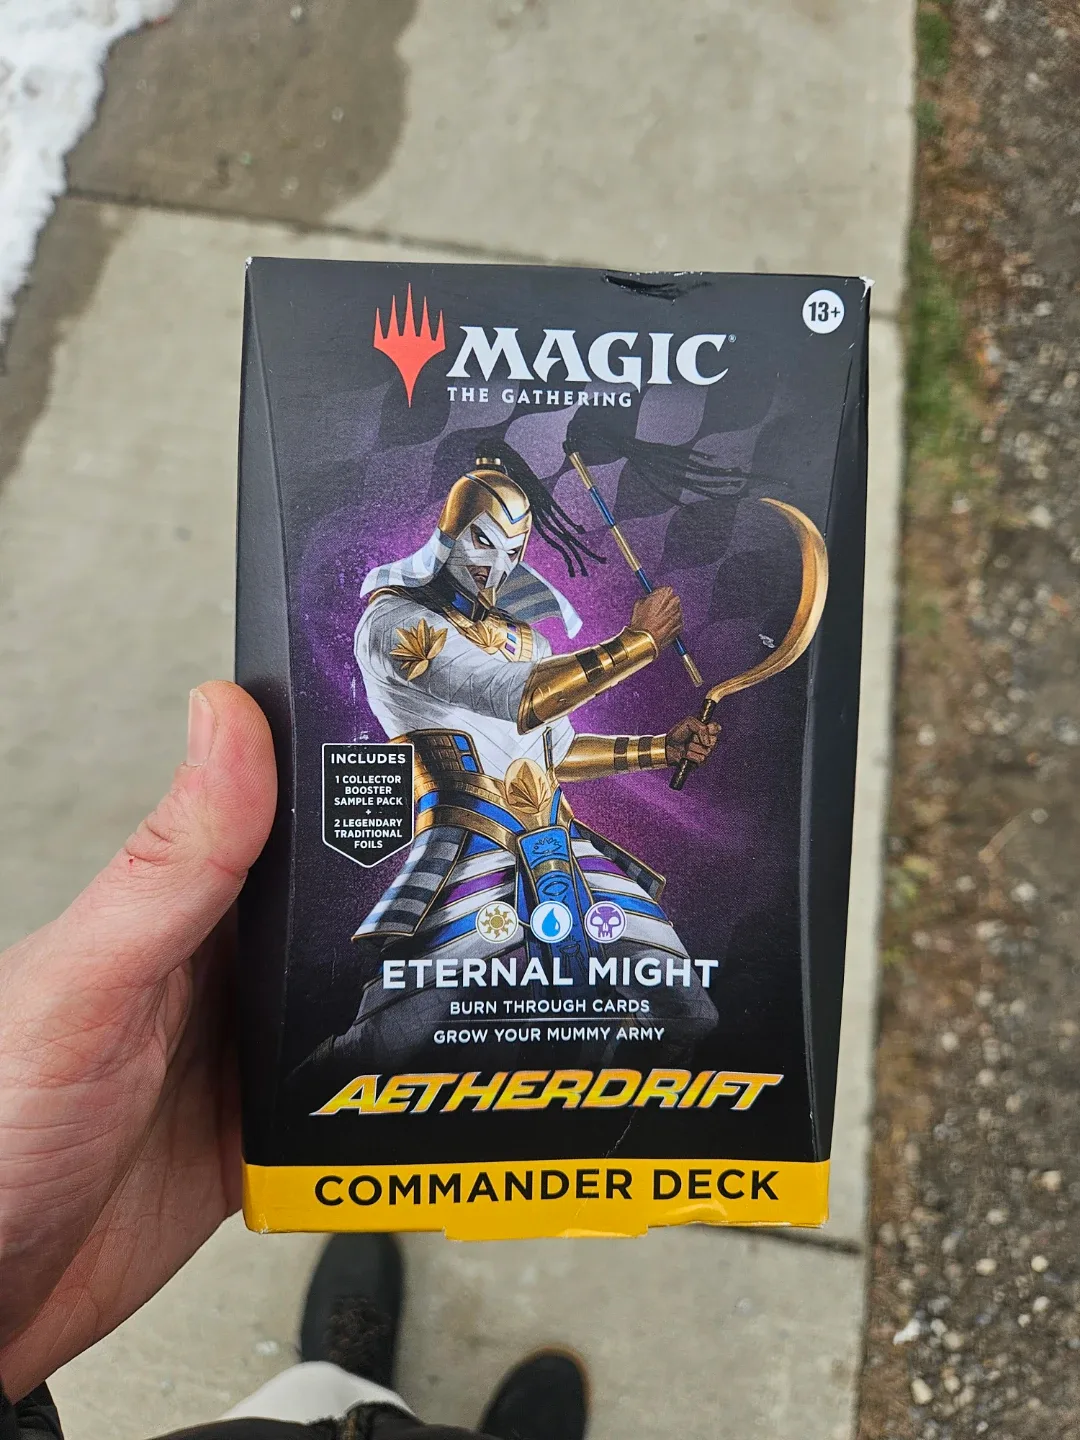 MAGIC®
THE GATHERING
13+
INCLUDES
1 COLLECTOR
BOOSTER
SAMPLE PACK
+
2 LEGENDARY
TRADITIONAL
FOILS
ETERNAL MIGHT
BURN THROUGH CARDS
GROW YOUR MUMMY ARMY
AETHERDRIFT
COMMANDER DECK